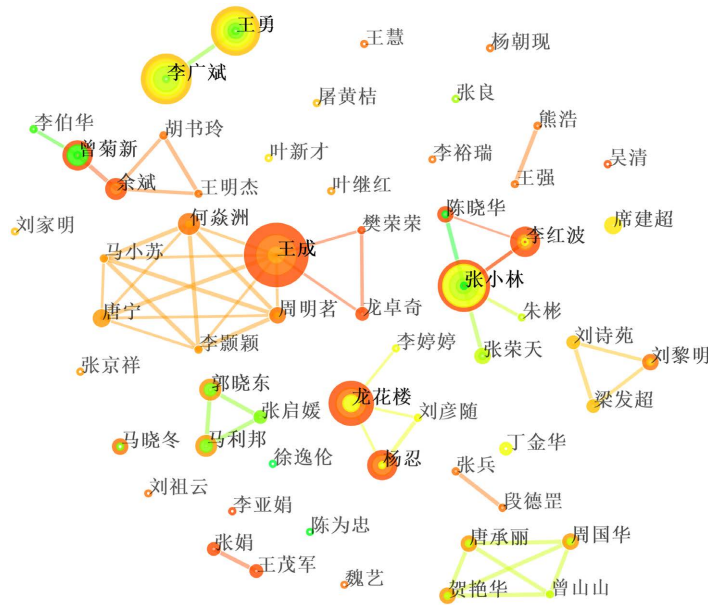 王勇
王慧
杨朝现
李广斌
屠黄桔
张良
李伯华
胡书玲
熊浩
曾菊新
叶新才
李裕瑞
吴清
余斌
王明杰
叶继红
王强
刘家明
何焱洲
樊荣荣
陈晓华
席建超
马小苏
王成
李红波
张小林
唐宁
周明茗
龙卓奇
朱彬
李灏颖
李婷婷
张荣天
刘诗苑
张京祥
刘黎明
郭晓东
龙花楼
刘彦随
梁发超
张启媛
马晓冬
马利邦
丁金华
徐逸伦
杨忍
刘祖云
张兵
李亚娟
段德罡
陈为忠
张娟
唐承丽
周国华
王茂军
魏艺
贺艳华
曾山山